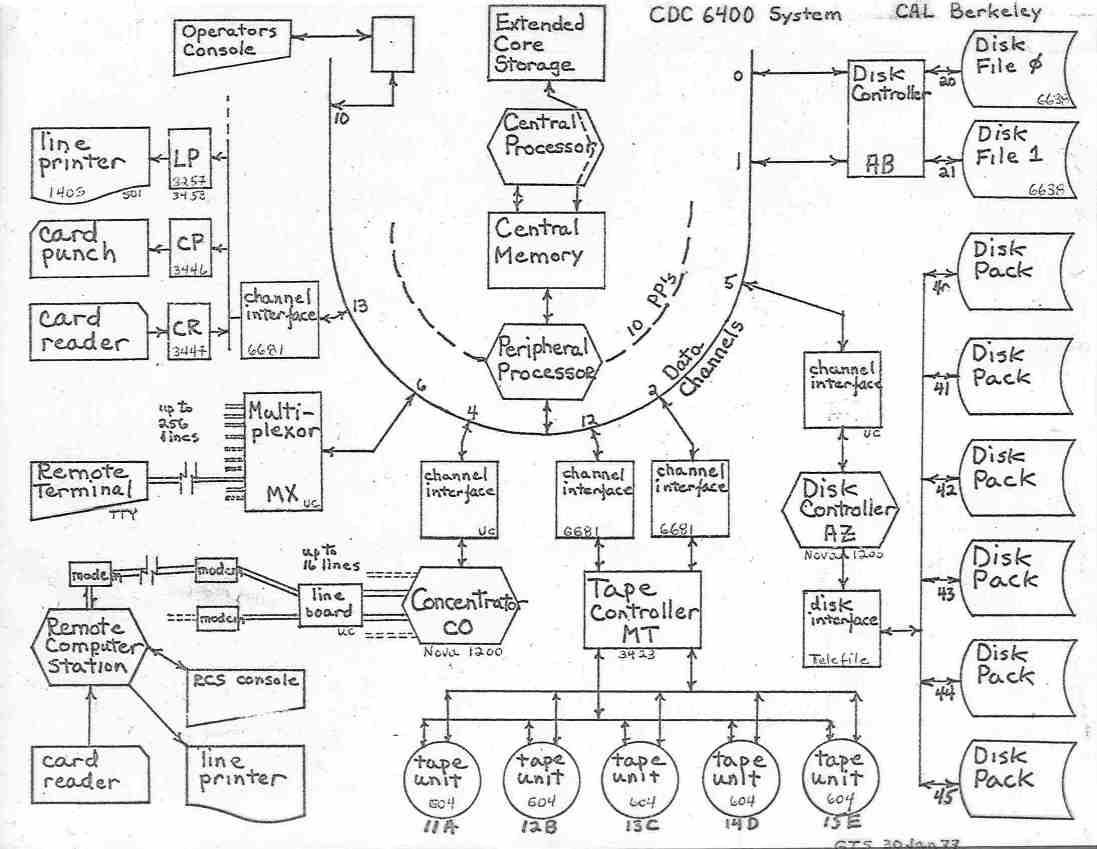 CDC 6400 System    CAL Berkeley
Operators
Console
Extended
Core
Storage
Central
Processor
Central
Memory
Peripheral
Processor
10 PP's
Data
Channels
10
13
6
4
12
2
5
1
0
Disk
Controller
AB
20
Disk
File Ø
6638
21
Disk
File 1
6638
line
printer
1403 501
LP
3257
3453
card
punch
CP
3446
card
reader
CR
3447
channel
interface
6681
up to
256
lines
Multi-
plexor
MX
UC
Remote
Terminal
TTY
channel
interface
UC
channel
interface
6681
channel
interface
6681
channel
interface
UC
Disk
Controller
AZ
Nova 1200
disk
interface
Telefile
40
Disk
Pack
41
Disk
Pack
42
Disk
Pack
43
Disk
Pack
44
Disk
Pack
45
Disk
Pack
up to
16 lines
modem
modem
modem
line
board
UC
Concentrator
CO
Nova 1200
Remote
Computer
Station
RCS console
card
reader
line
printer
Tape
Controller
MT
3423
tape
unit
604
11A
tape
unit
604
12B
tape
unit
604
13C
tape
unit
604
14D
tape
unit
604
15E
GTS 30 Jan 77